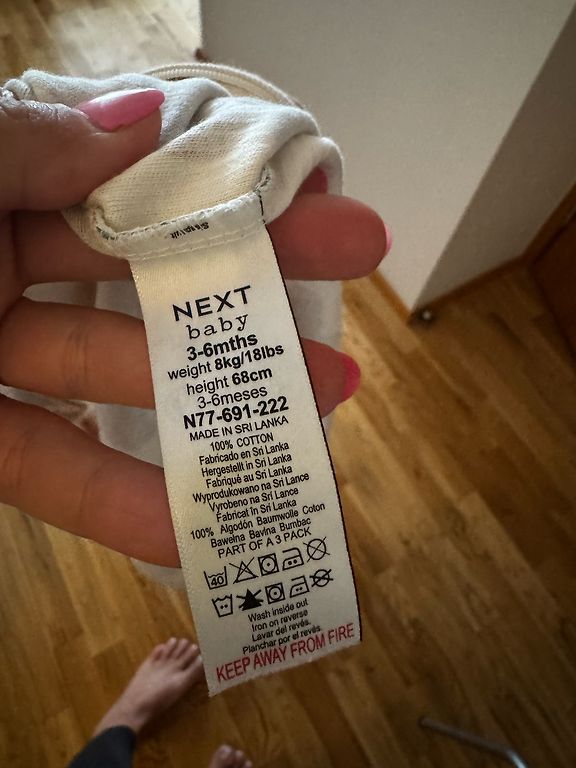 NEXT
baby
3-6mths
weight 8kg/18lbs
height 68cm
3-6meses
N77-691-222
MADE IN SRI LANKA
100% COTTON
Fabricado en Sri Lanka
Hergestellt in Sri Lanka
Fabriqué au Sri Lanka
Wyprodukowano na Sri Lance
Vyrobeno na Sri Lance
Fabricat în Sri Lanka
100% Algodón Baumwolle Coton
Bawełna Bavlna Bumbac
PART OF A 3 PACK
40
Wash inside out
Iron on reverse
Lavar del revés.
Planchar por el revés.
KEEP AWAY FROM FIRE